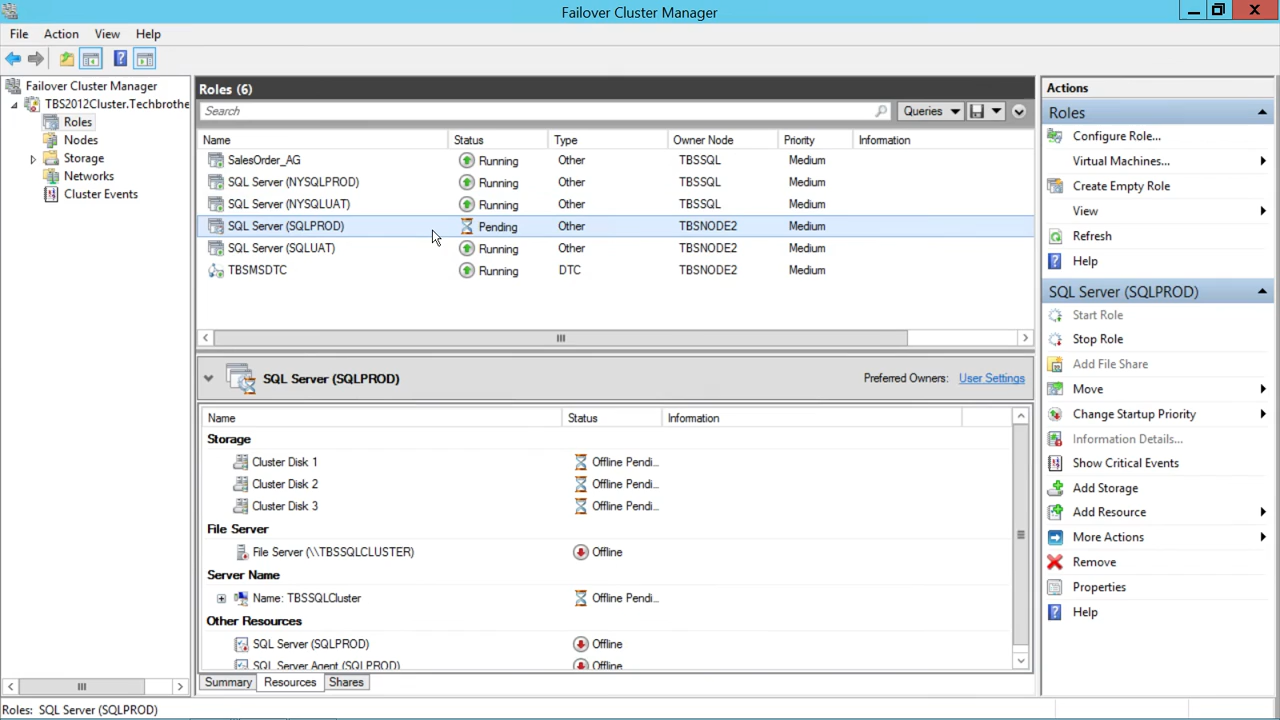 Failover Cluster Manager
File Action View Help
Failover Cluster Manager
TBS2012Cluster.Techbrothe
Roles
Nodes
Storage
Networks
Cluster Events
Roles (6)
Search
Queries
Name Status Type Owner Node Priority Information
SalesOrder_AG Running Other TBSSQL Medium
SQL Server (NYSQLPROD) Running Other TBSSQL Medium
SQL Server (NYSQLUAT) Running Other TBSSQL Medium
SQL Server (SQLPROD) Pending Other TBSNODE2 Medium
SQL Server (SQLUAT) Running Other TBSNODE2 Medium
TBSMSDTC Running DTC TBSNODE2 Medium
SQL Server (SQLPROD) Preferred Owners: User Settings
Name Status Information
Storage
Cluster Disk 1 Offline Pendi...
Cluster Disk 2 Offline Pendi...
Cluster Disk 3 Offline Pendi...
File Server
File Server (\\TBSSQLCLUSTER) Offline
Server Name
Name: TBSSQLCluster Offline Pendi...
Other Resources
SQL Server (SQLPROD) Offline
SQL Server Agent (SQLPROD) Offline
Summary Resources Shares
Actions
Roles
Configure Role...
Virtual Machines...
Create Empty Role
View
Refresh
Help
SQL Server (SQLPROD)
Start Role
Stop Role
Add File Share
Move
Change Startup Priority
Information Details...
Show Critical Events
Add Storage
Add Resource
More Actions
Remove
Properties
Help
Roles: SQL Server (SQLPROD)